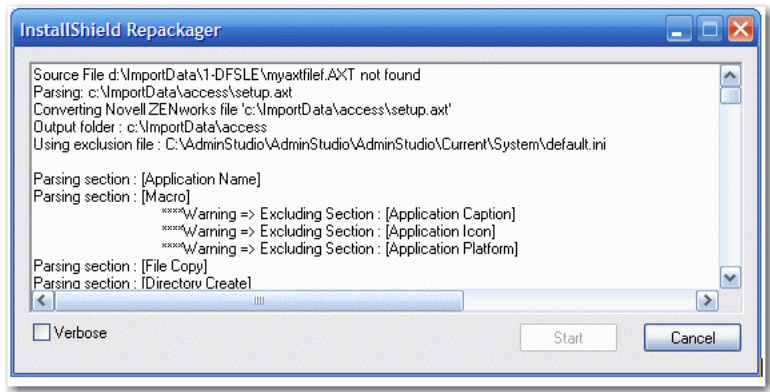 InstallShield Repackager
Source File d:\ImportData\1-DFSLE\myaxtfilef.AXT not found
Parsing: c:\ImportData\access\setup.axt
Converting Novell ZENworks file 'c:\ImportData\access\setup.axt'
Output folder : c:\ImportData\access
Using exclusion file : C:\AdminStudio\AdminStudio\AdminStudio\Current\System\default.ini
Parsing section : [Application Name]
Parsing section : [Macro]
****Warning => Excluding Section : [Application Caption]
****Warning => Excluding Section : [Application Icon]
****Warning => Excluding Section : [Application Platform]
Parsing section : [File Copy]
Parsing section : [Directory Create]
Verbose
Start
Cancel